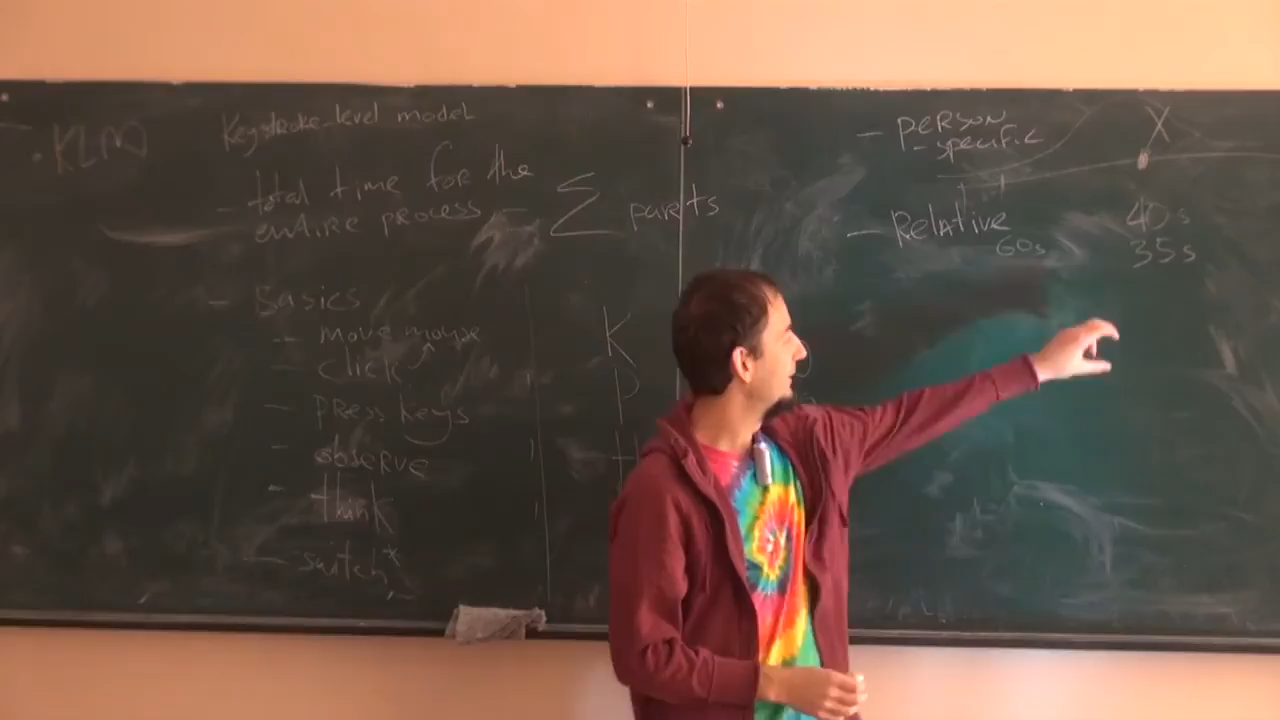 · KLM
Keystroke-level model
- total time for the
entire process - Σ parts
- Basics
- move mouse
- click
- press keys
- observe
- think
- switch*
K
P
H
- person
- specific
X
- Relative
60s
40s
35s